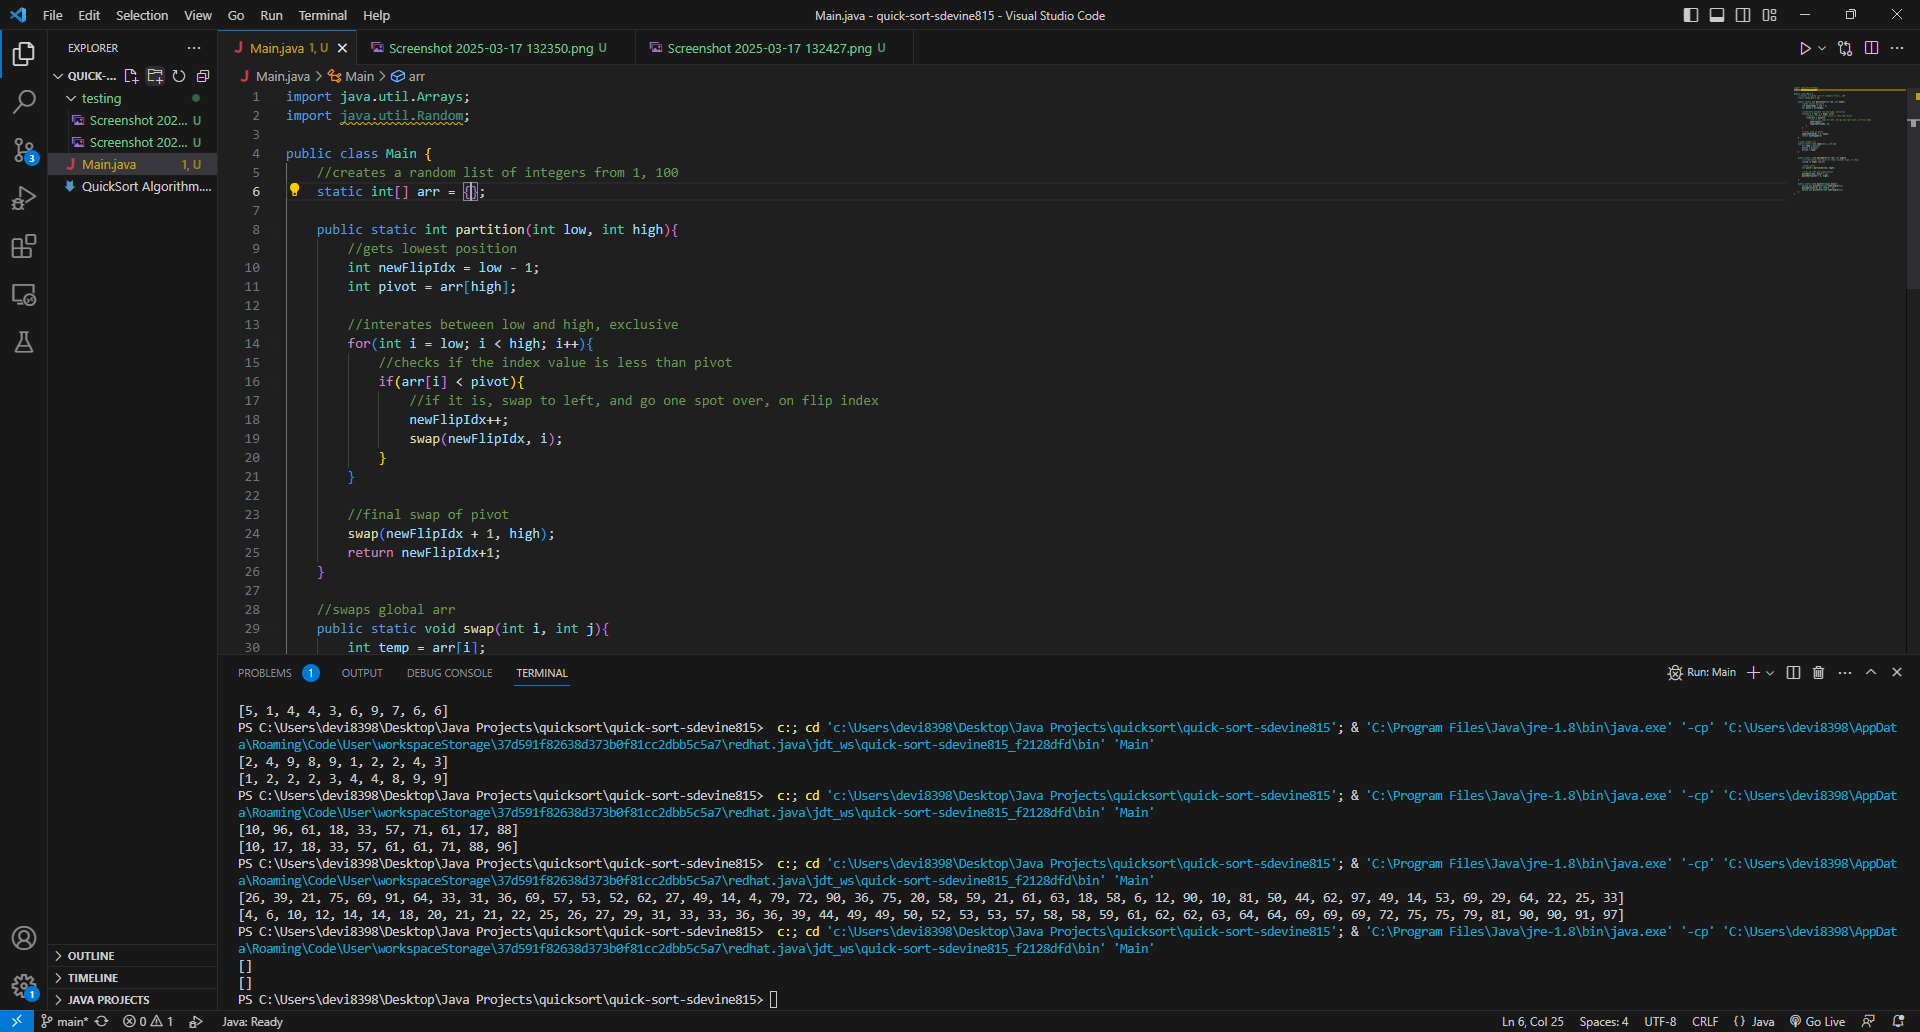 File Edit Selection View Go Run Terminal Help
Main.java - quick-sort-sdevine815 - Visual Studio Code
EXPLORER
QUICK-...
testing
Screenshot 202... U
Screenshot 202... U
Main.java 1, U
QuickSort Algorithm....
OUTLINE
TIMELINE
JAVA PROJECTS
Main.java 1, U
Screenshot 2025-03-17 132350.png U
Screenshot 2025-03-17 132427.png U
Main.java > Main > arr
1 import java.util.Arrays;
2 import java.util.Random;
3
4 public class Main {
5 //creates a random list of integers from 1, 100
6 static int[] arr = {};
7
8 public static int partition(int low, int high){
9 //gets lowest position
10 int newFlipIdx = low - 1;
11 int pivot = arr[high];
12
13 //interates between low and high, exclusive
14 for(int i = low; i < high; i++){
15 //checks if the index value is less than pivot
16 if(arr[i] < pivot){
17 //if it is, swap to left, and go one spot over, on flip index
18 newFlipIdx++;
19 swap(newFlipIdx, i);
20 }
21 }
22
23 //final swap of pivot
24 swap(newFlipIdx + 1, high);
25 return newFlipIdx+1;
26 }
27
28 //swaps global arr
29 public static void swap(int i, int j){
30 int temp = arr[i];
PROBLEMS 1 OUTPUT DEBUG CONSOLE TERMINAL
Run: Main
[5, 1, 4, 4, 3, 6, 9, 7, 6, 6]
PS C:\Users\devi8398\Desktop\Java Projects\quicksort\quick-sort-sdevine815> c:; cd 'c:\Users\devi8398\Desktop\Java Projects\quicksort\quick-sort-sdevine815'; & 'C:\Program Files\Java\jre-1.8\bin\java.exe' '-cp' 'C:\Users\devi8398\AppDat
a\Roaming\Code\User\workspaceStorage\37d591f82638d373b0f81cc2dbb5c5a7\redhat.java\jdt_ws\quick-sort-sdevine815_f2128dfd\bin' 'Main'
[2, 4, 9, 8, 9, 1, 2, 2, 4, 3]
[1, 2, 2, 2, 3, 4, 4, 8, 9, 9]
PS C:\Users\devi8398\Desktop\Java Projects\quicksort\quick-sort-sdevine815> c:; cd 'c:\Users\devi8398\Desktop\Java Projects\quicksort\quick-sort-sdevine815'; & 'C:\Program Files\Java\jre-1.8\bin\java.exe' '-cp' 'C:\Users\devi8398\AppDat
a\Roaming\Code\User\workspaceStorage\37d591f82638d373b0f81cc2dbb5c5a7\redhat.java\jdt_ws\quick-sort-sdevine815_f2128dfd\bin' 'Main'
[10, 96, 61, 18, 33, 57, 71, 61, 17, 88]
[10, 17, 18, 33, 57, 61, 61, 71, 88, 96]
PS C:\Users\devi8398\Desktop\Java Projects\quicksort\quick-sort-sdevine815> c:; cd 'c:\Users\devi8398\Desktop\Java Projects\quicksort\quick-sort-sdevine815'; & 'C:\Program Files\Java\jre-1.8\bin\java.exe' '-cp' 'C:\Users\devi8398\AppDat
a\Roaming\Code\User\workspaceStorage\37d591f82638d373b0f81cc2dbb5c5a7\redhat.java\jdt_ws\quick-sort-sdevine815_f2128dfd\bin' 'Main'
[26, 39, 21, 75, 69, 91, 64, 33, 31, 36, 69, 57, 53, 52, 62, 27, 49, 14, 4, 79, 72, 90, 36, 75, 20, 58, 59, 21, 61, 63, 18, 58, 6, 12, 90, 10, 81, 50, 44, 62, 97, 49, 14, 53, 69, 29, 64, 22, 25, 33]
[4, 6, 10, 12, 14, 14, 18, 20, 21, 21, 22, 25, 26, 27, 29, 31, 33, 33, 36, 36, 39, 44, 49, 49, 50, 52, 53, 53, 57, 58, 58, 59, 61, 62, 62, 63, 64, 64, 69, 69, 69, 72, 75, 75, 79, 81, 90, 90, 91, 97]
PS C:\Users\devi8398\Desktop\Java Projects\quicksort\quick-sort-sdevine815> c:; cd 'c:\Users\devi8398\Desktop\Java Projects\quicksort\quick-sort-sdevine815'; & 'C:\Program Files\Java\jre-1.8\bin\java.exe' '-cp' 'C:\Users\devi8398\AppDat
a\Roaming\Code\User\workspaceStorage\37d591f82638d373b0f81cc2dbb5c5a7\redhat.java\jdt_ws\quick-sort-sdevine815_f2128dfd\bin' 'Main'
[]
[]
PS C:\Users\devi8398\Desktop\Java Projects\quicksort\quick-sort-sdevine815>
3
1
main* 0 1 Java: Ready
Ln 6, Col 25 Spaces: 4 UTF-8 CRLF { } Java Go Live